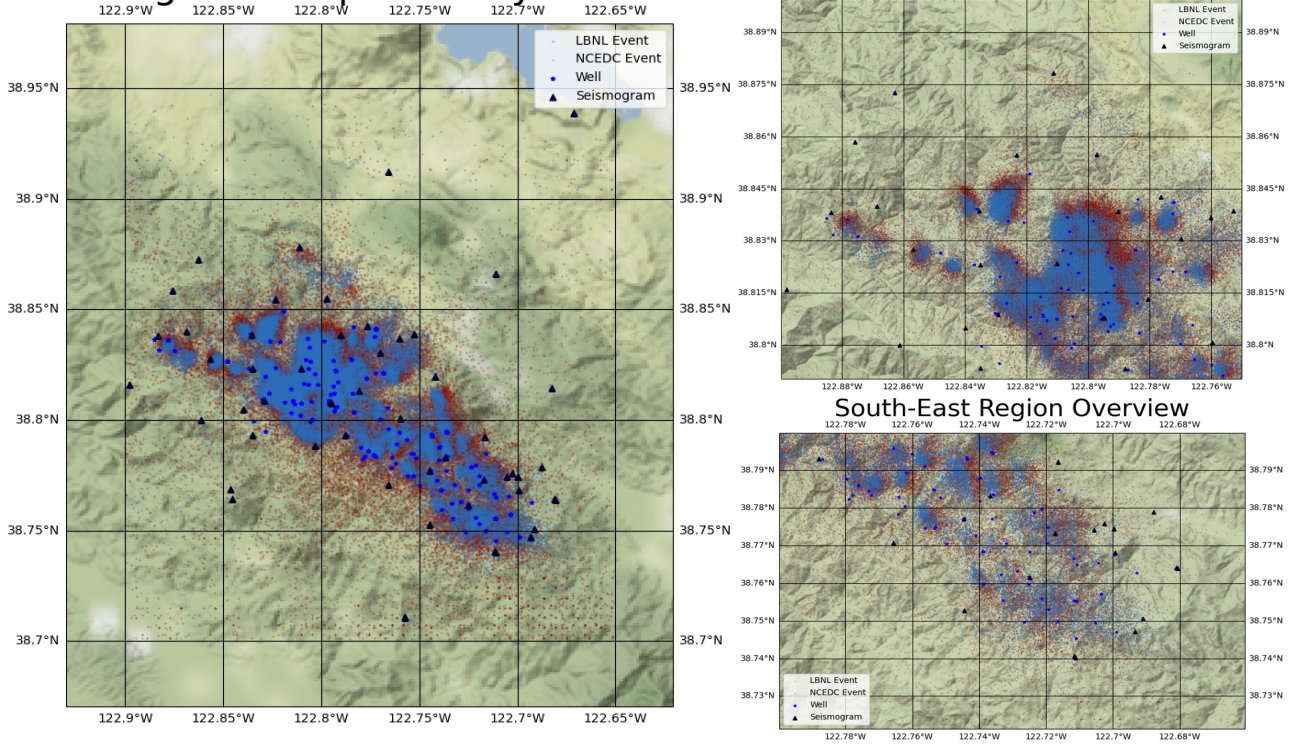 122.9°W 122.85°W 122.8°W 122.75°W 122.7°W 122.65°W
LBNL Event
NCEDC Event
Well
Seismogram
38.95°N 38.95°N
38.9°N 38.9°N
38.85°N 38.85°N
38.8°N 38.8°N
38.75°N 38.75°N
38.7°N 38.7°N
122.9°W 122.85°W 122.8°W 122.75°W 122.7°W 122.65°W
LBNL Event
NCEDC Event
Well
Seismogram
38.89°N 38.89°N
38.875°N 38.875°N
38.86°N 38.86°N
38.845°N 38.845°N
38.83°N 38.83°N
38.815°N 38.815°N
38.8°N 38.8°N
122.88°W 122.86°W 122.84°W 122.82°W 122.8°W 122.78°W 122.76°W
South-East Region Overview
122.78°W 122.76°W 122.74°W 122.72°W 122.7°W 122.68°W
38.79°N 38.79°N
38.78°N 38.78°N
38.77°N 38.77°N
38.76°N 38.76°N
38.75°N 38.75°N
38.74°N 38.74°N
38.73°N 38.73°N
LBNL Event
NCEDC Event
Well
Seismogram
122.78°W 122.76°W 122.74°W 122.72°W 122.7°W 122.68°W